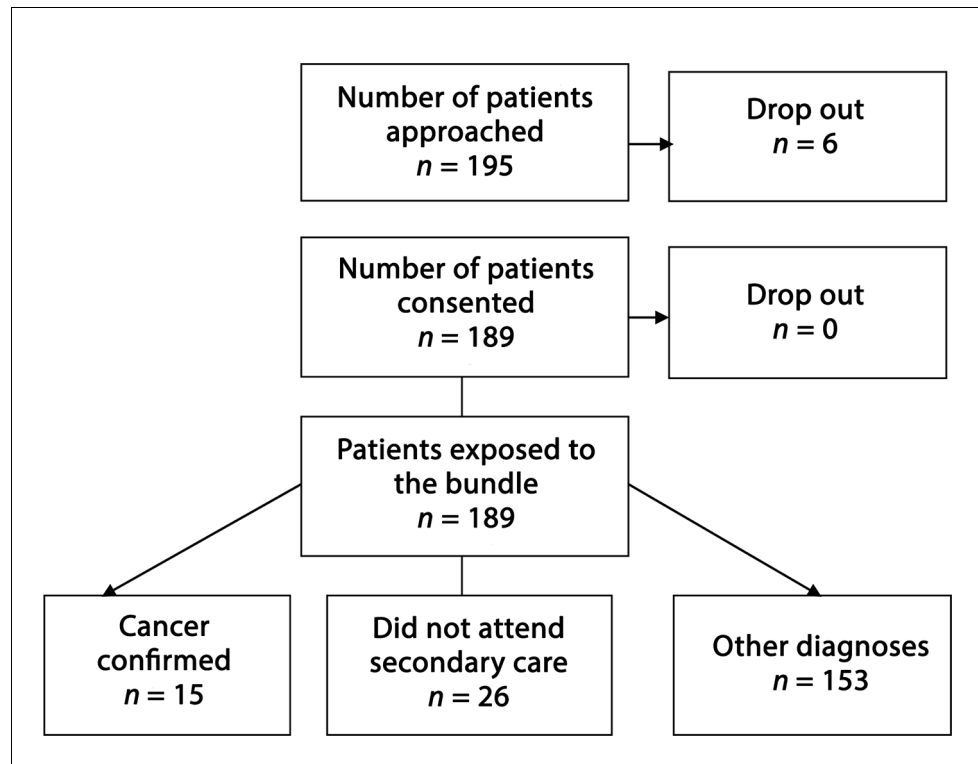 Number of patients
approached
n = 195
Drop out
n = 6
Number of patients
consented
n = 189
Drop out
n = 0
Patients exposed to
the bundle
n = 189
Cancer
confirmed
n = 15
Did not attend
secondary care
n = 26
Other diagnoses
n = 153